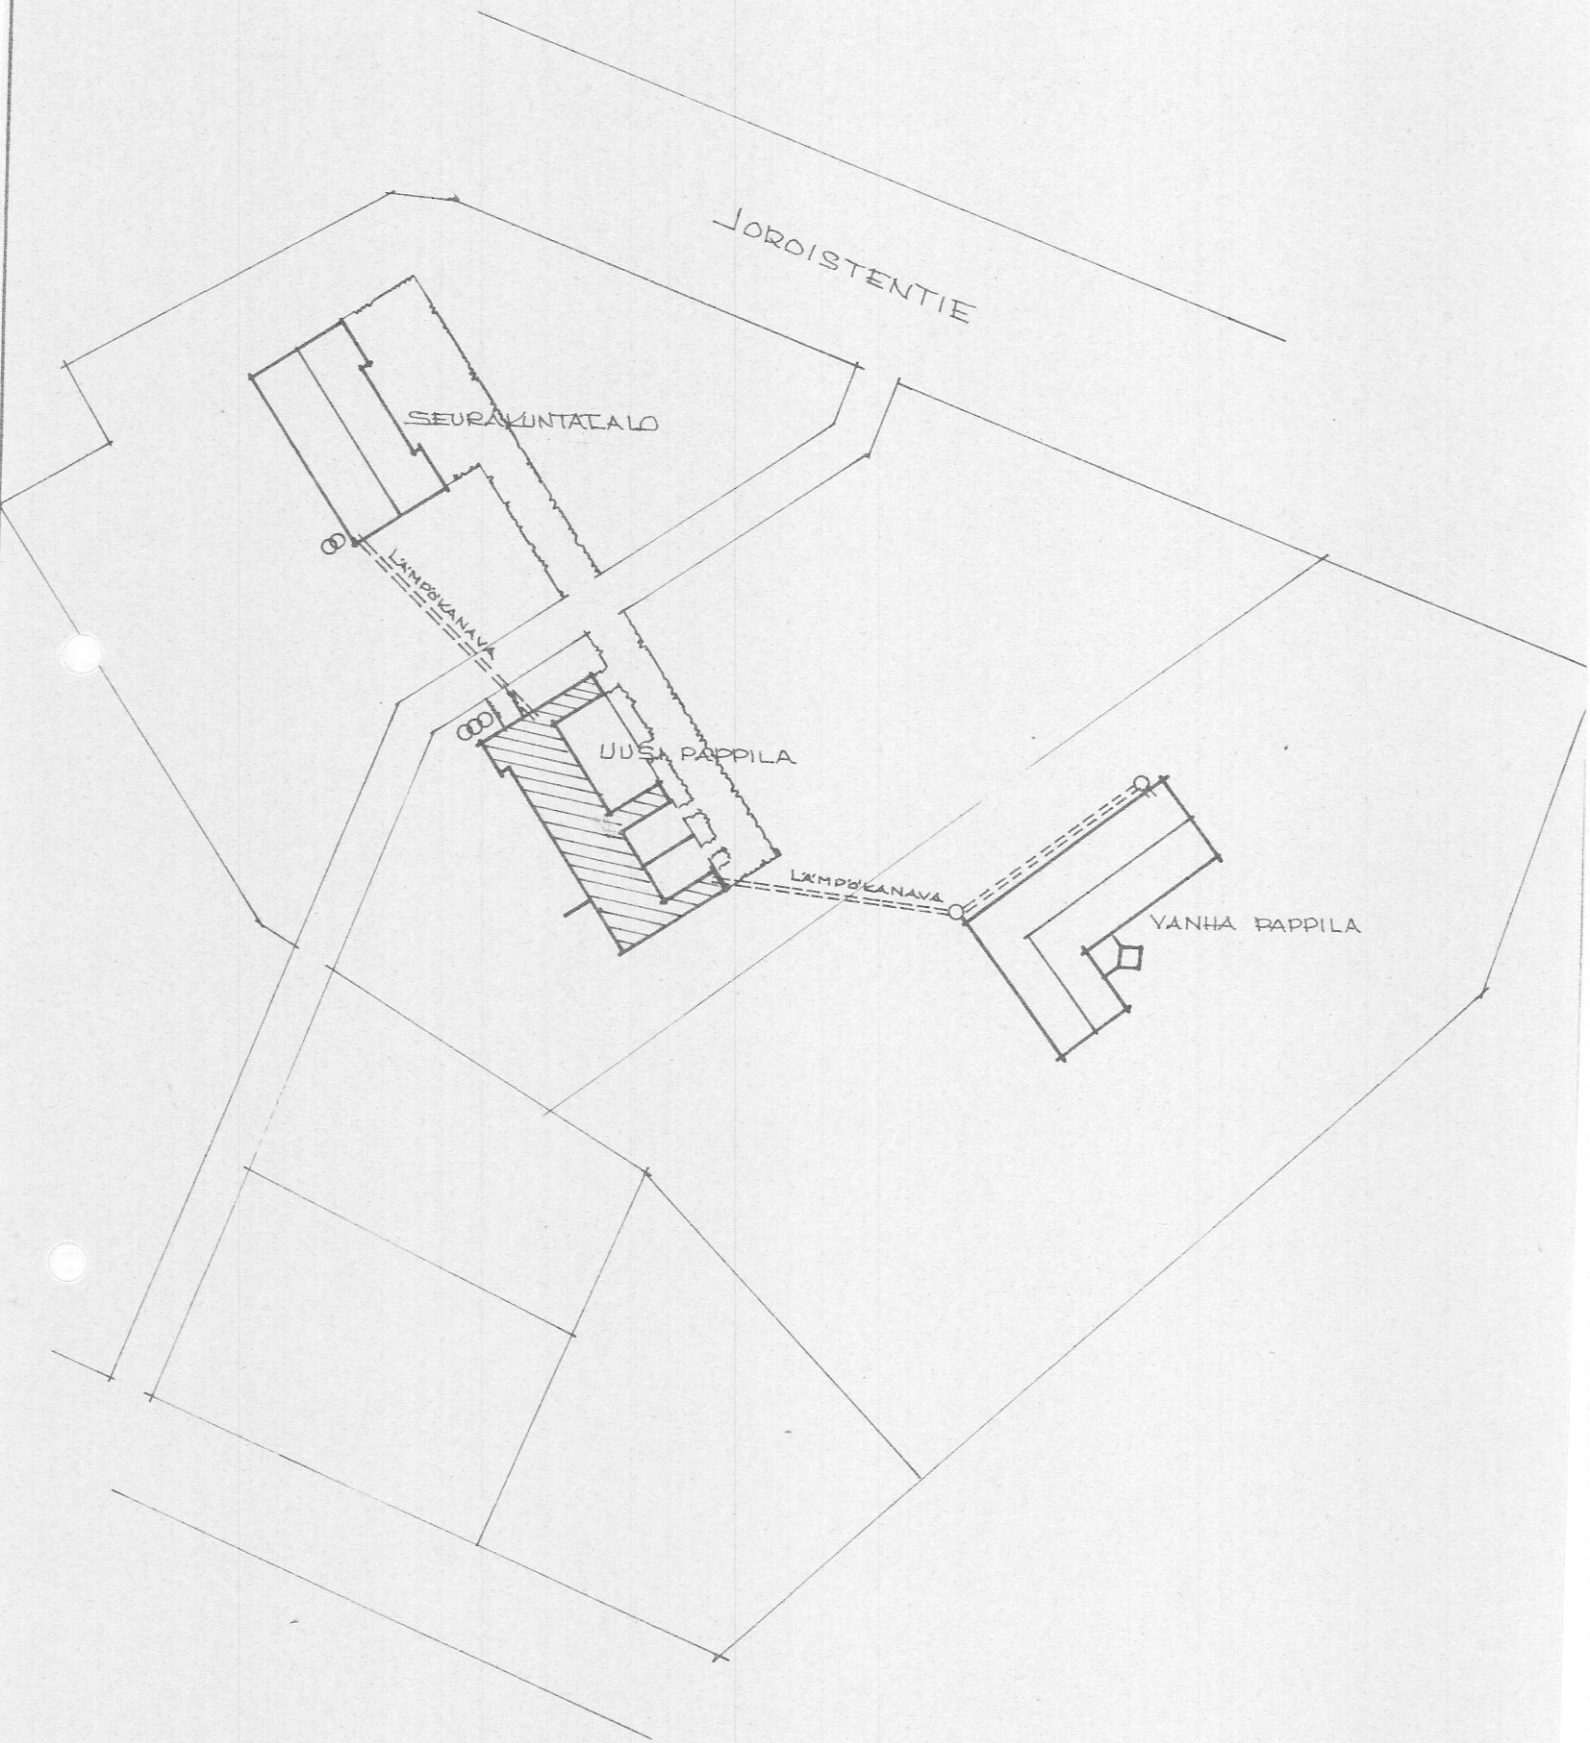 JOROISTENTIE
SEURAKUNTATALO
LÄMPÖKANAVA
UUSI PAPPILA
LÄMPÖKANAVA
VANHA PAPPILA